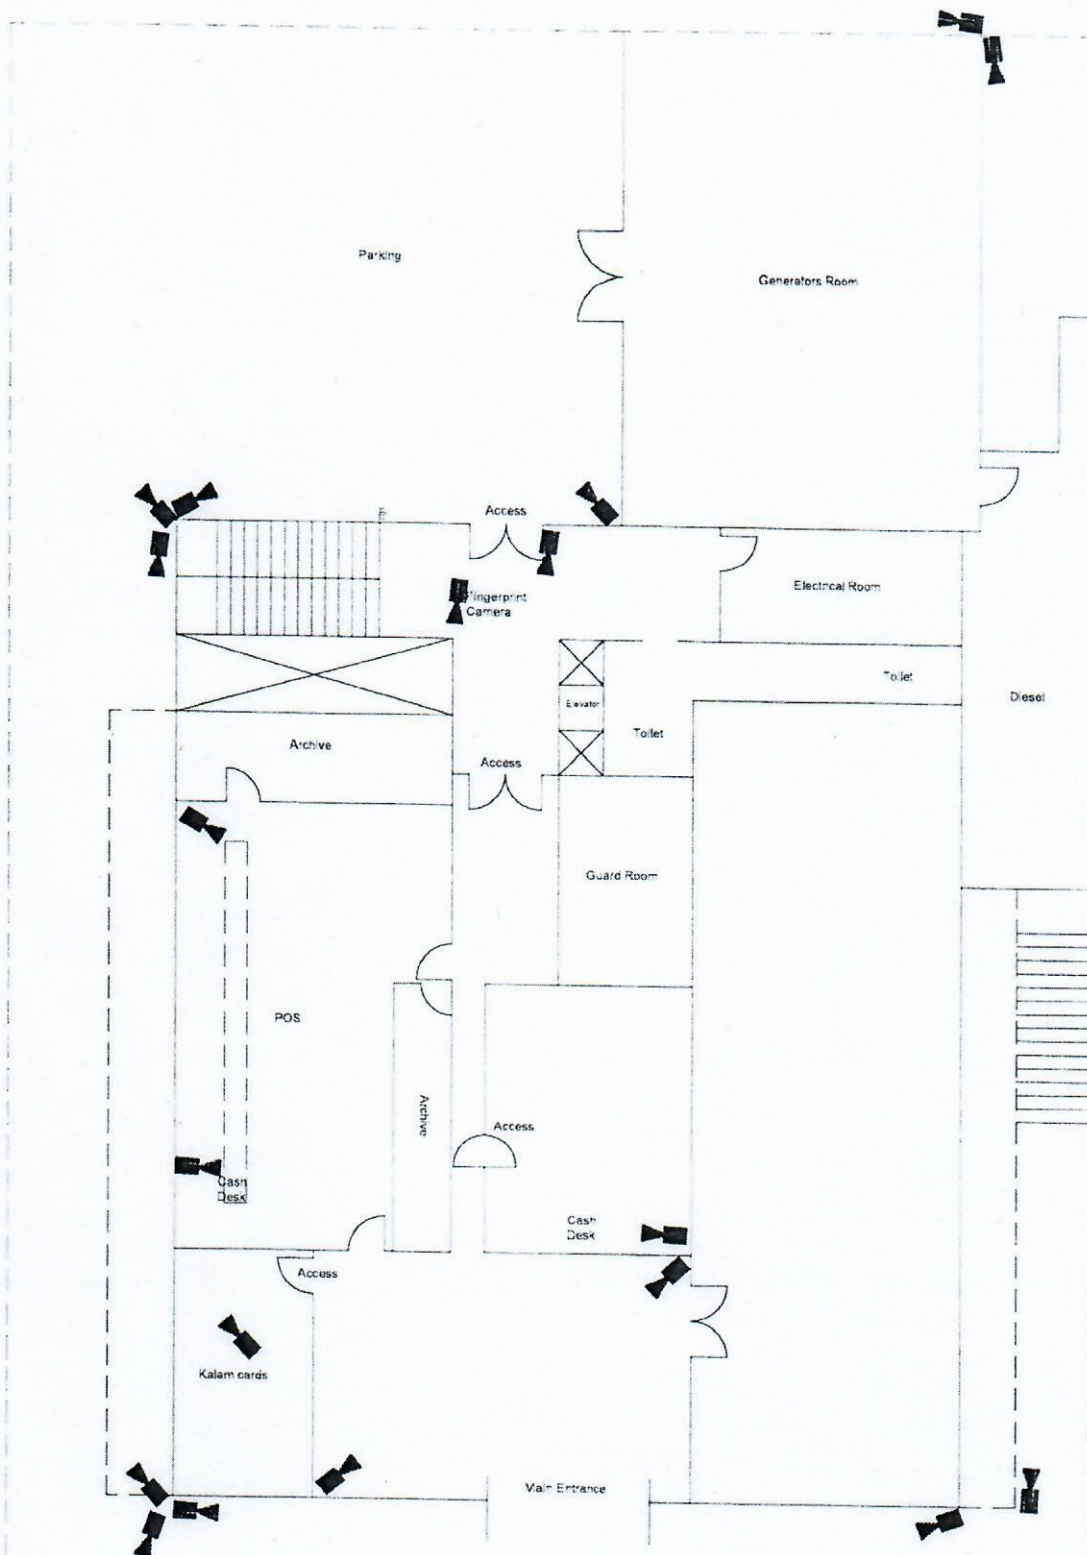 Parking
Generators Room
Access
Fingerprint
Camera
Electrical Room
Toilet
Diesel
Elevator
Toilet
Archive
Access
Guard Room
POS
Archive
Access
Cash
Desk
Cash
Desk
Access
Kalam cards
Main Entrance